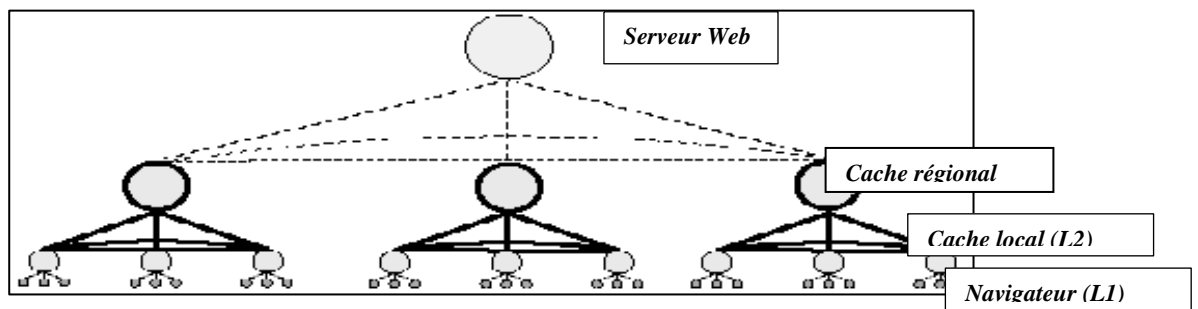 Serveur Web
Cache régional
Cache local (L2)
Navigateur (L1)